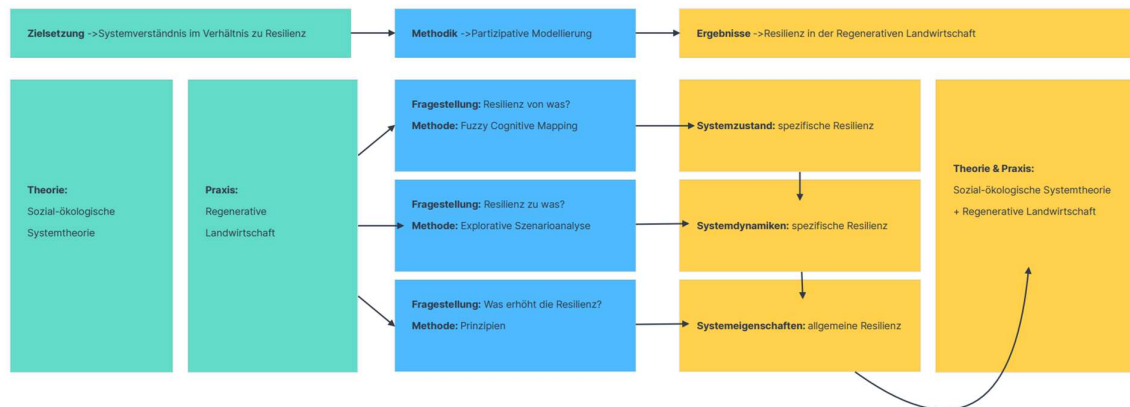 Zielsetzung ->Systemverständnis im Verhältnis zu Resilienz
Methodik ->Partizipative Modellierung
Ergebnisse ->Resilienz in der Regenerativen Landwirtschaft
Theorie:
Sozial-ökologische
Systemtheorie
Praxis:
Regenerative
Landwirtschaft
Fragestellung: Resilienz von was?
Methode: Fuzzy Cognitive Mapping
Fragestellung: Resilienz zu was?
Methode: Explorative Szenarioanalyse
Fragestellung: Was erhöht die Resilienz?
Methode: Prinzipien
Systemzustand: spezifische Resilienz
Systemdynamiken: spezifische Resilienz
Systemeigenschaften: allgemeine Resilienz
Theorie & Praxis:
Sozial-ökologische Systemtheorie
+ Regenerative Landwirtschaft